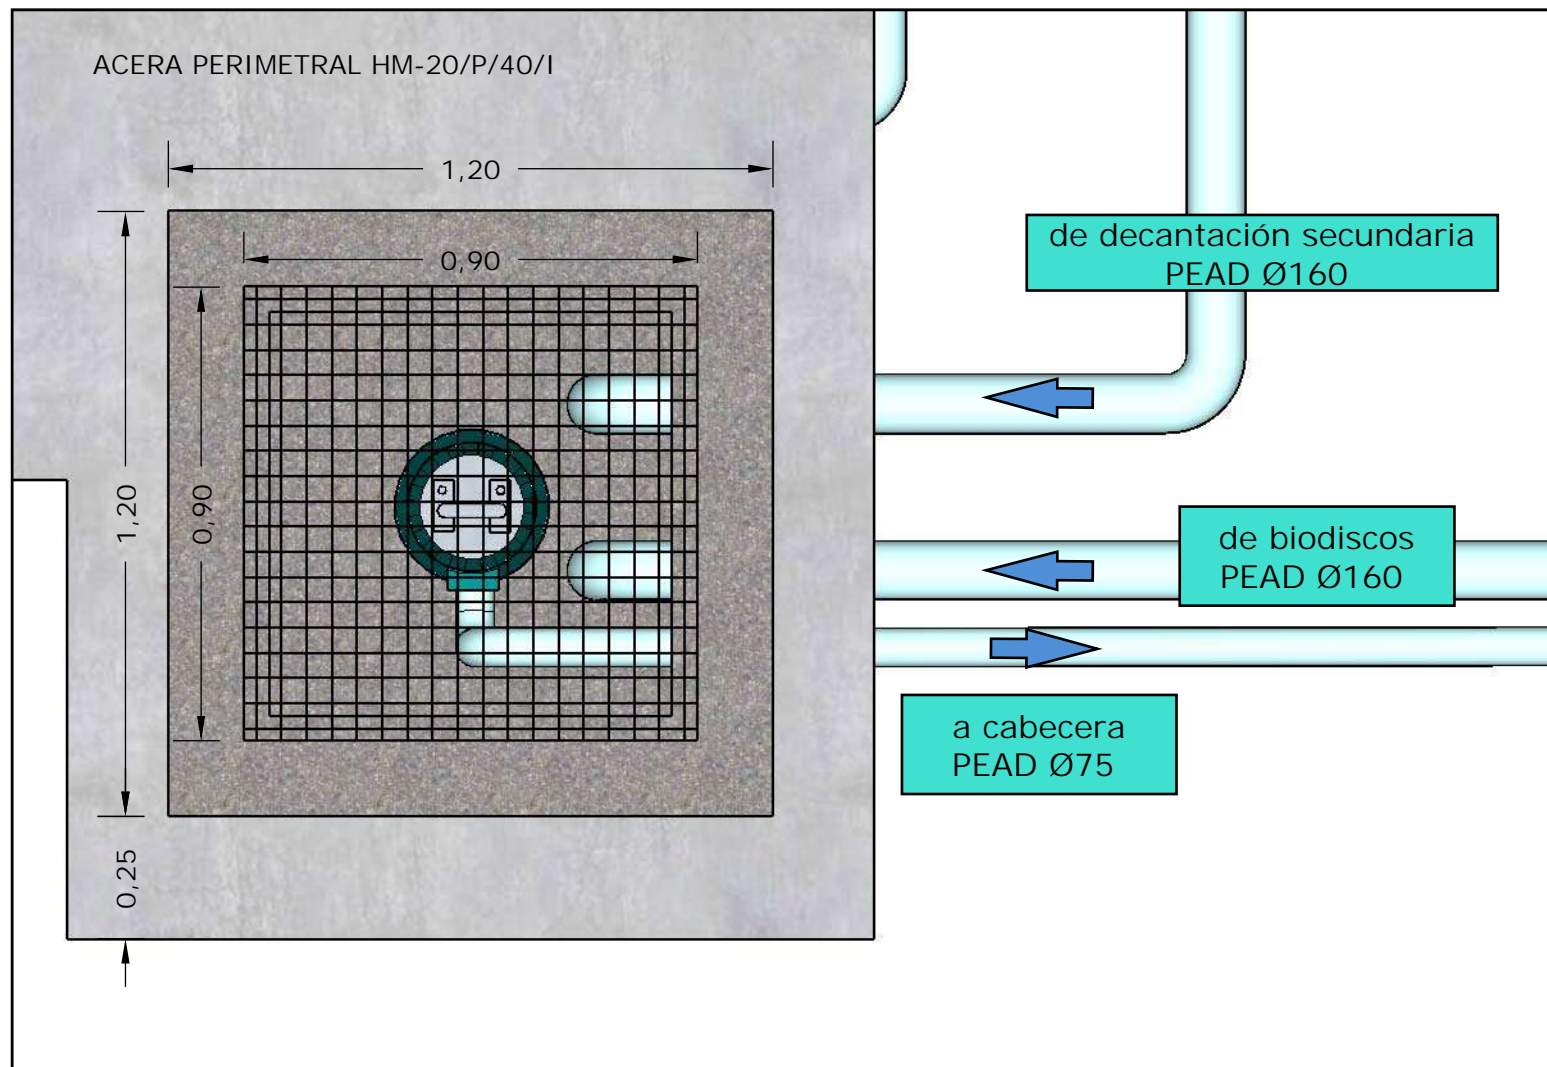 ACERA PERIMETRAL HM-20/P/40/I
1,20
0,90
1,20
0,90
0,25
de decantación secundaria
PEAD Ø160
de biodiscos
PEAD Ø160
a cabecera
PEAD Ø75